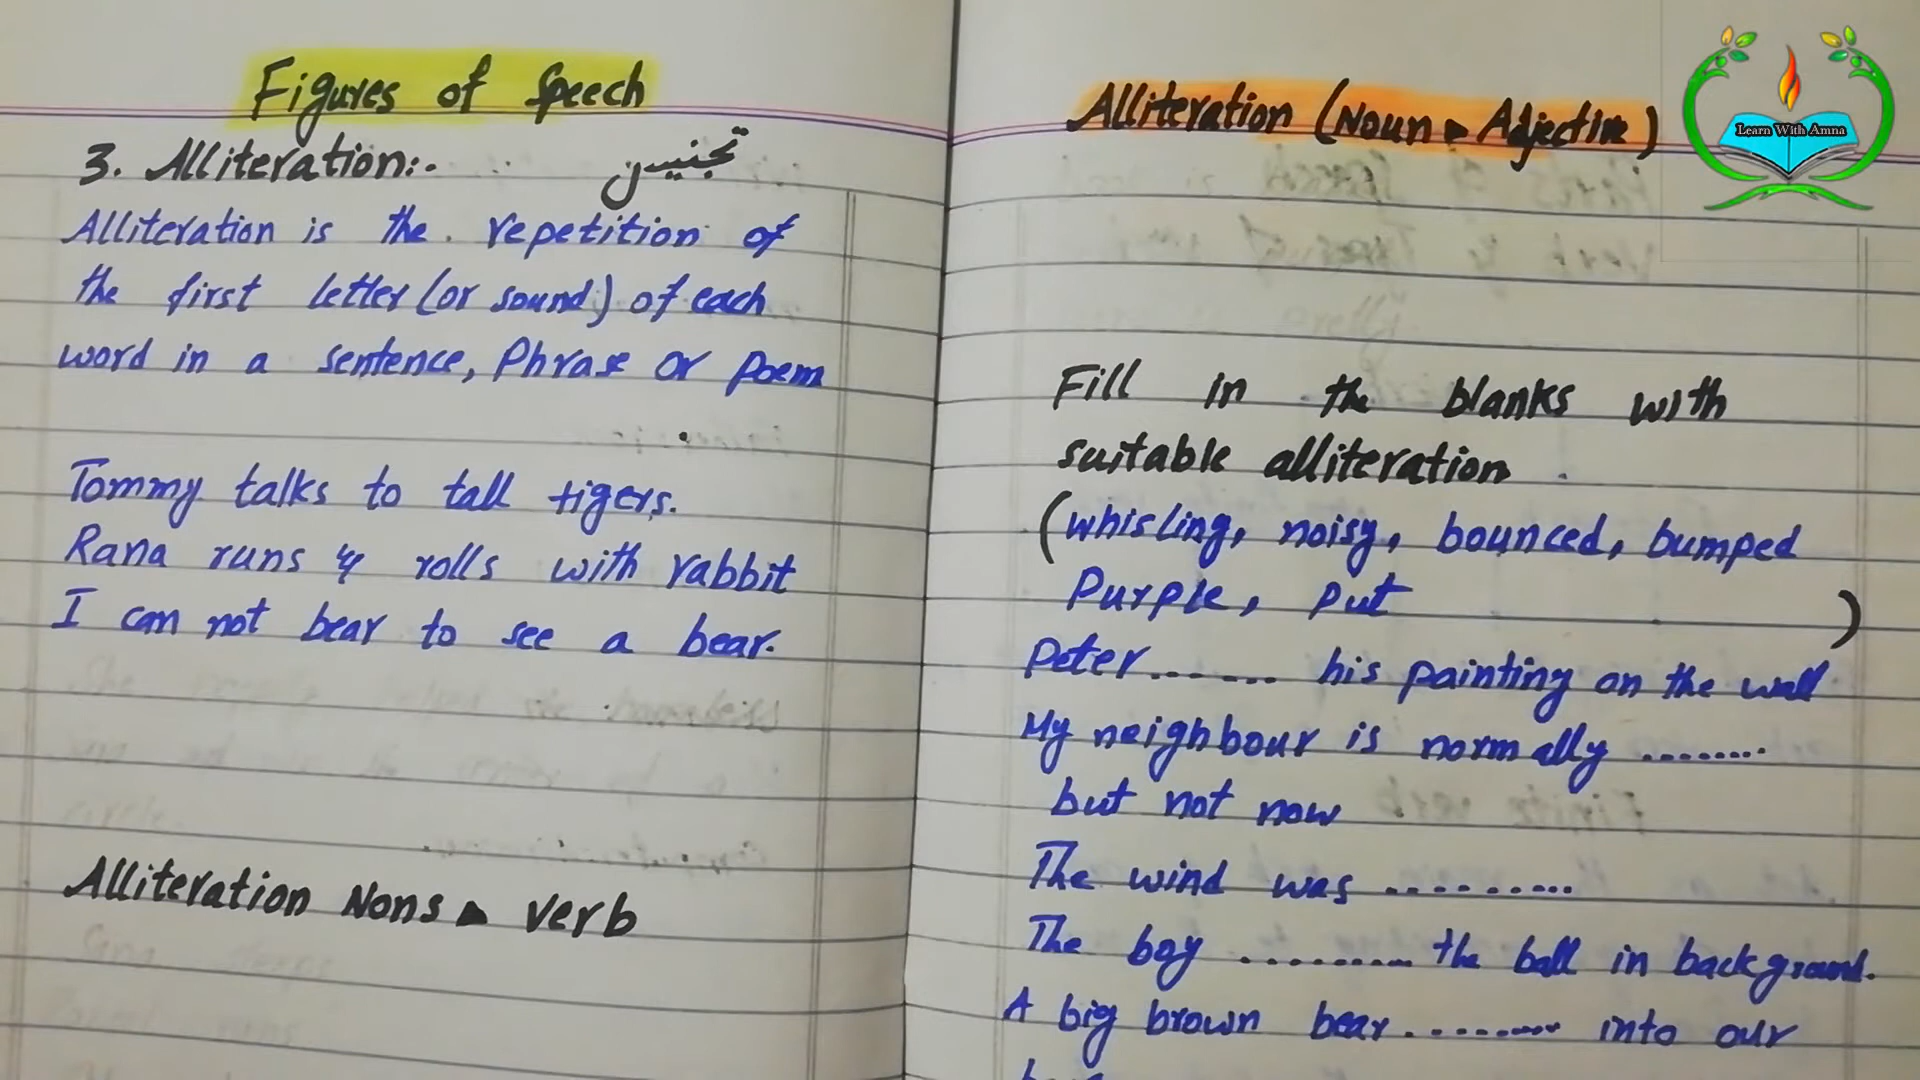 Figures of Speech
3. Alliteration:. تجنیس
Alliteration is the repetition of
the first letter (or sound) of each
word in a sentence, Phrase or Poem
Tommy talks to tall tigers.
Rana runs & rolls with rabbit
I can not bear to see a bear.
Alliteration Nons ▸ verb
Alliteration (Noun ▸ Adjective)
Learn With Amna
Fill in the blanks with
suitable alliteration.
(whisling, noisy, bounced, bumped
Purple, put )
Peter....... his painting on the wall
My neighbour is normally ........
but not now
The wind was ..........
The boy .......... the ball in background.
A big brown bear......... into our